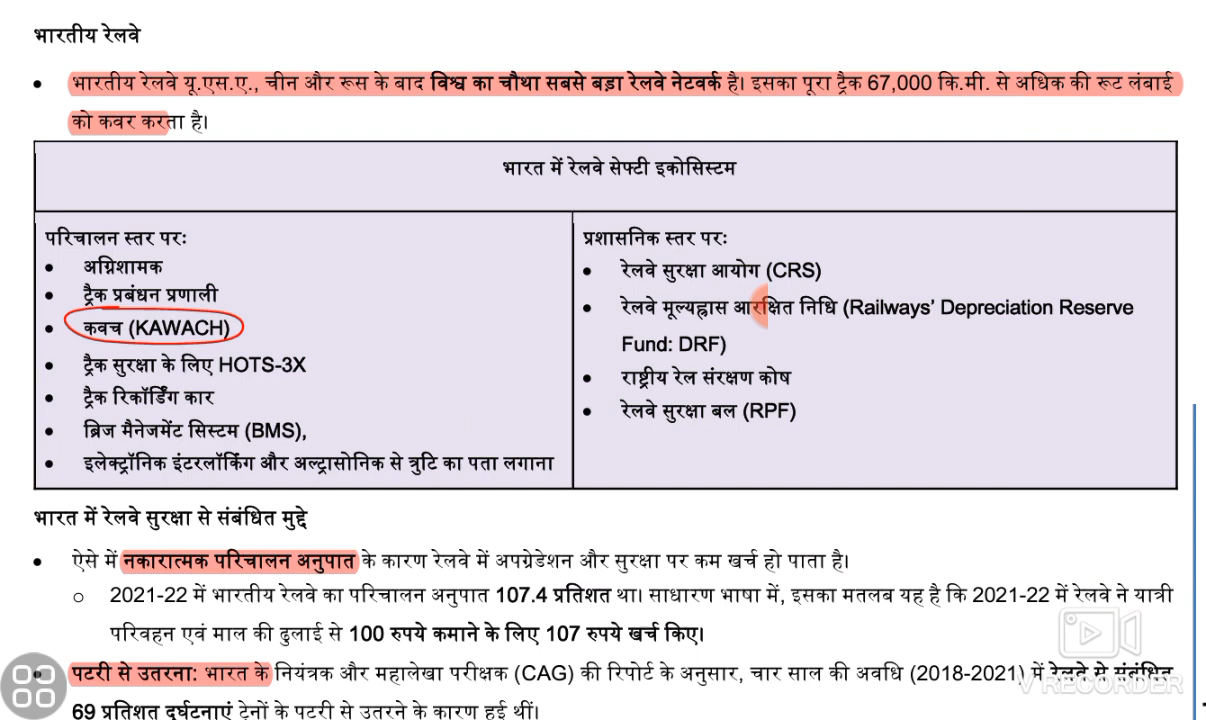 भारतीय रेलवे
• भारतीय रेलवे यू.एस.ए., चीन और रूस के बाद विश्व का चौथा सबसे बड़ा रेलवे नेटवर्क है। इसका पूरा ट्रैक 67,000 कि.मी. से अधिक की रूट लंबाई
को कवर करता है।
भारत में रेलवे सेफ्टी इकोसिस्टम
परिचालन स्तर पर:
• अग्निशामक
• ट्रैक प्रबंधन प्रणाली
• कवच (KAWACH)
• ट्रैक सुरक्षा के लिए HOTS-3X
• ट्रैक रिकॉर्डिंग कार
• ब्रिज मैनेजमेंट सिस्टम (BMS),
• इलेक्ट्रॉनिक इंटरलॉकिंग और अल्ट्रासोनिक से त्रुटि का पता लगाना
प्रशासनिक स्तर पर:
• रेलवे सुरक्षा आयोग (CRS)
• रेलवे मूल्यह्रास आरक्षित निधि (Railways’ Depreciation Reserve
Fund: DRF)
• राष्ट्रीय रेल संरक्षण कोष
• रेलवे सुरक्षा बल (RPF)
भारत में रेलवे सुरक्षा से संबंधित मुद्दे
• ऐसे में नकारात्मक परिचालन अनुपात के कारण रेलवे में अपग्रेडेशन और सुरक्षा पर कम खर्च हो पाता है।
○ 2021-22 में भारतीय रेलवे का परिचालन अनुपात 107.4 प्रतिशत था। साधारण भाषा में, इसका मतलब यह है कि 2021-22 में रेलवे ने यात्री
परिवहन एवं माल की ढुलाई से 100 रुपये कमाने के लिए 107 रुपये खर्च किए।
• पटरी से उतरना: भारत के नियंत्रक और महालेखा परीक्षक (CAG) की रिपोर्ट के अनुसार, चार साल की अवधि (2018-2021) में रेलवे से संबंधित
69 प्रतिशत दुर्घटनाएं ट्रेनों के पटरी से उतरने के कारण हुई थीं।
V RECORDER